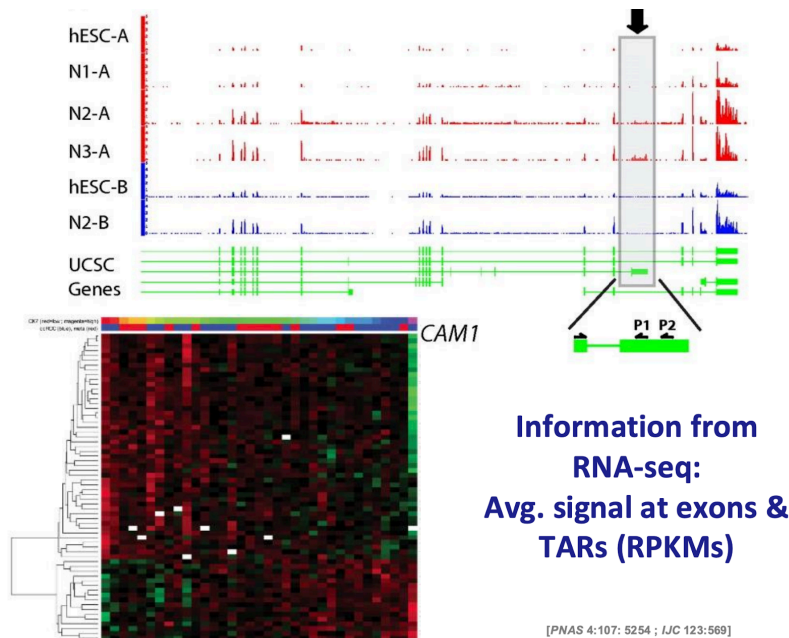 hESC-A
N1-A
N2-A
N3-A
hESC-B
N2-B
UCSC
Genes
P1 P2
CAM1
Information from
RNA-seq:
Avg. signal at exons &
TARs (RPKMs)
[PNAS 4:107: 5254 ; IJC 123:569]